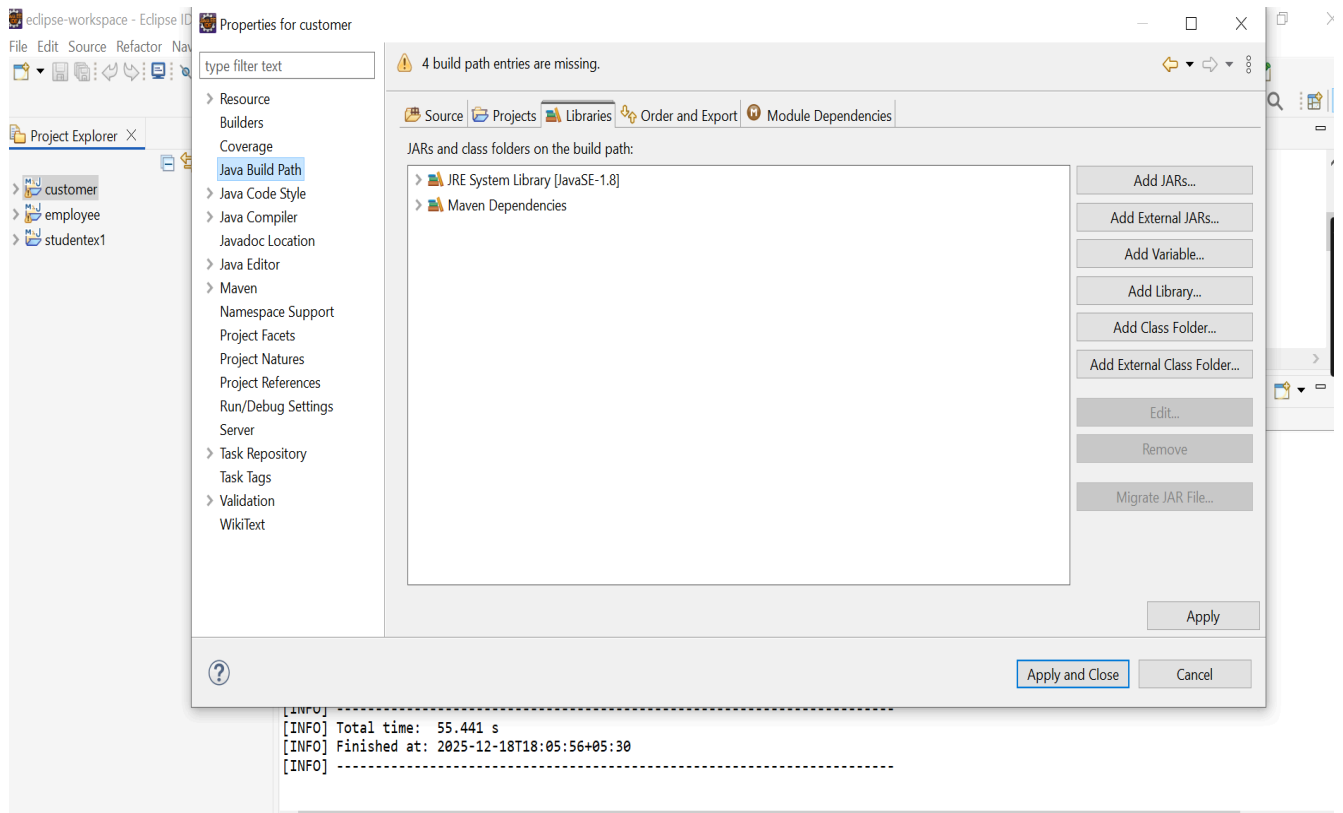 eclipse-workspace - Eclipse ID
File Edit Source Refactor Nav
Project Explorer
customer
employee
studentex1
Properties for customer
type filter text
Resource
Builders
Coverage
Java Build Path
Java Code Style
Java Compiler
Javadoc Location
Java Editor
Maven
Namespace Support
Project Facets
Project Natures
Project References
Run/Debug Settings
Server
Task Repository
Task Tags
Validation
WikiText
4 build path entries are missing.
Source Projects Libraries Order and Export Module Dependencies
JARs and class folders on the build path:
JRE System Library [JavaSE-1.8]
Maven Dependencies
Add JARs...
Add External JARs...
Add Variable...
Add Library...
Add Class Folder...
Add External Class Folder...
Edit...
Remove
Migrate JAR File...
Apply
Apply and Close Cancel
[INFO] ------------------------------------------------------------------------
[INFO] Total time:  55.441 s
[INFO] Finished at: 2025-12-18T18:05:56+05:30
[INFO] ------------------------------------------------------------------------